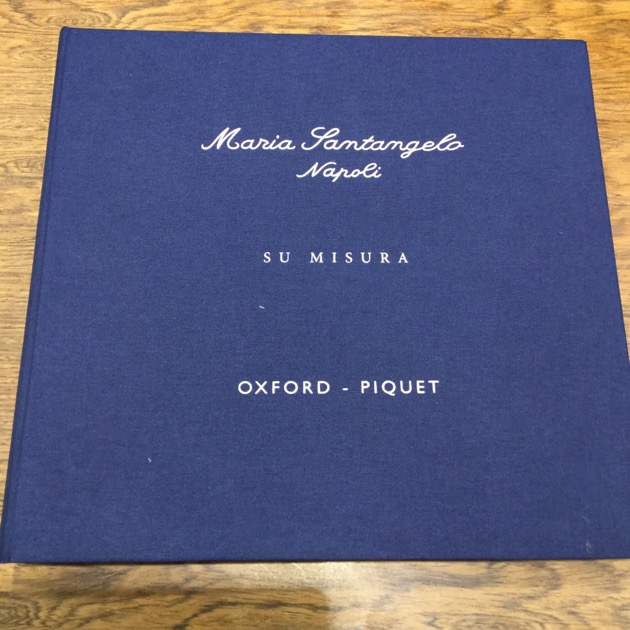 Maria Santangelo
Napoli
SU MISURA
OXFORD - PIQUET